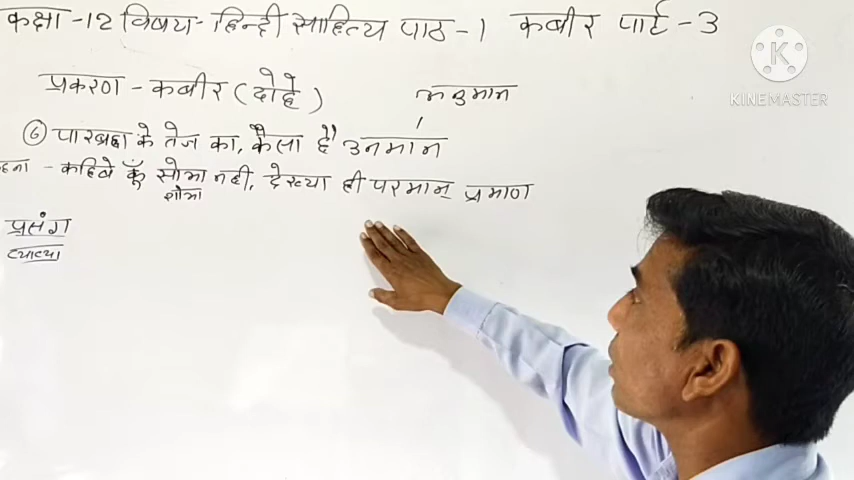 कक्षा -12 विषय- हिन्दी साहित्य पाठ -1 कबीर पार्ट -3
प्रकरण - कबीर (दोहे)
अनुमान
(6) पारब्रह्म के तेज का, कैसा है उनमान
कहिबे कूँ सोभा नही, देख्या ही परमान प्रमाण
शोभा
प्रसंग
व्याख्या
K
KINEMASTER